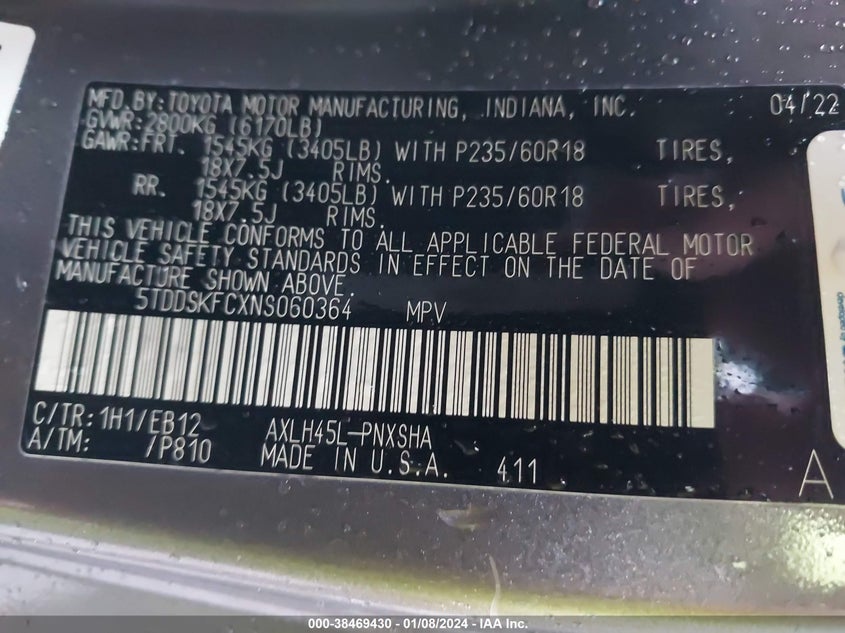 MFD. BY: TOYOTA MOTOR MANUFACTURING, INDIANA, INC. 04/22
GVWR: 2800KG (6170LB)
GAWR: FRT. 1545KG (3405LB) WITH P235/60R18 TIRES,
18X7.5J RIMS.
RR. 1545KG (3405LB) WITH P235/60R18 TIRES,
18X7.5J RIMS.
THIS VEHICLE CONFORMS TO ALL APPLICABLE FEDERAL MOTOR
VEHICLE SAFETY STANDARDS IN EFFECT ON THE DATE OF
MANUFACTURE SHOWN ABOVE.
5TDDSKFCXNS060364 MPV
C/TR: 1H1/EB12 AXLH45L-PNXSHA
A/TM: /P810 MADE IN U.S.A. 411
A
000-38469430 - 01/08/2024 - IAA Inc.